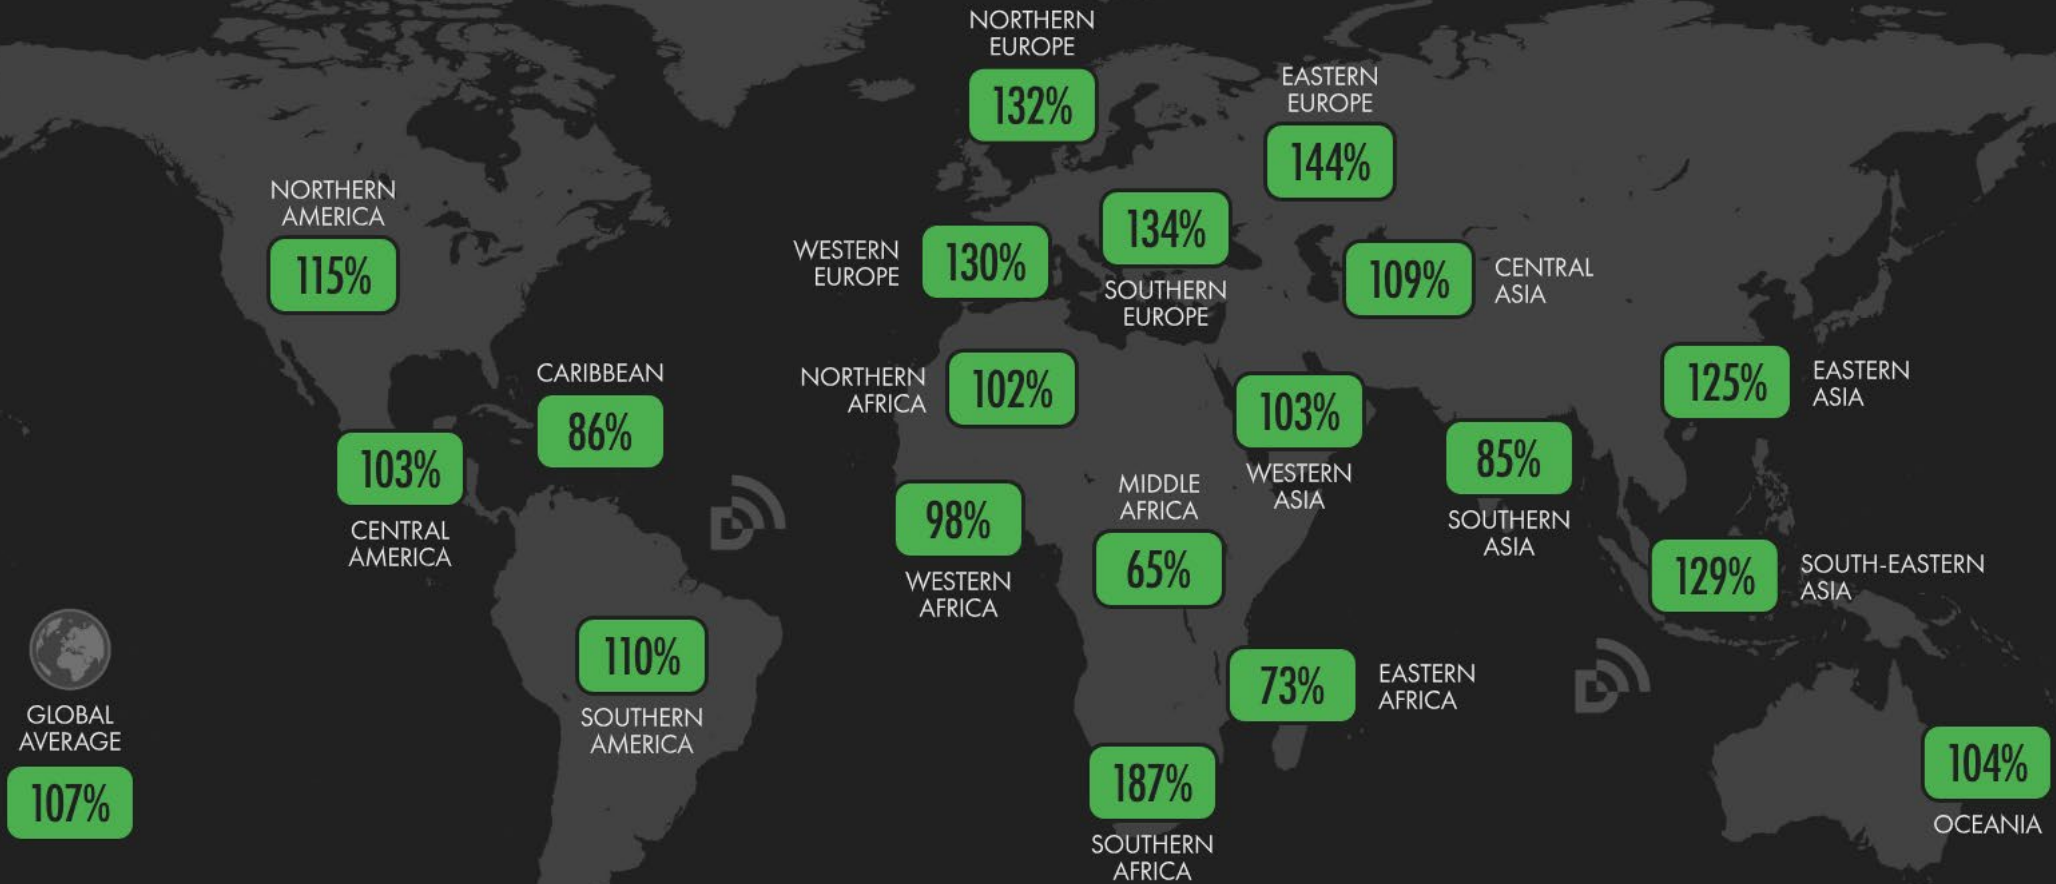 NORTHERN
EUROPE
132%
EASTERN
EUROPE
144%
NORTHERN
AMERICA
115%
WESTERN
EUROPE
130%
134%
SOUTHERN
EUROPE
109%
CENTRAL
ASIA
CARIBBEAN
86%
NORTHERN
AFRICA
102%
103%
WESTERN
ASIA
125%
EASTERN
ASIA
103%
CENTRAL
AMERICA
98%
WESTERN
AFRICA
MIDDLE
AFRICA
65%
85%
SOUTHERN
ASIA
129%
SOUTH-EASTERN
ASIA
110%
SOUTHERN
AMERICA
73%
EASTERN
AFRICA
GLOBAL
AVERAGE
107%
187%
SOUTHERN
AFRICA
104%
OCEANIA